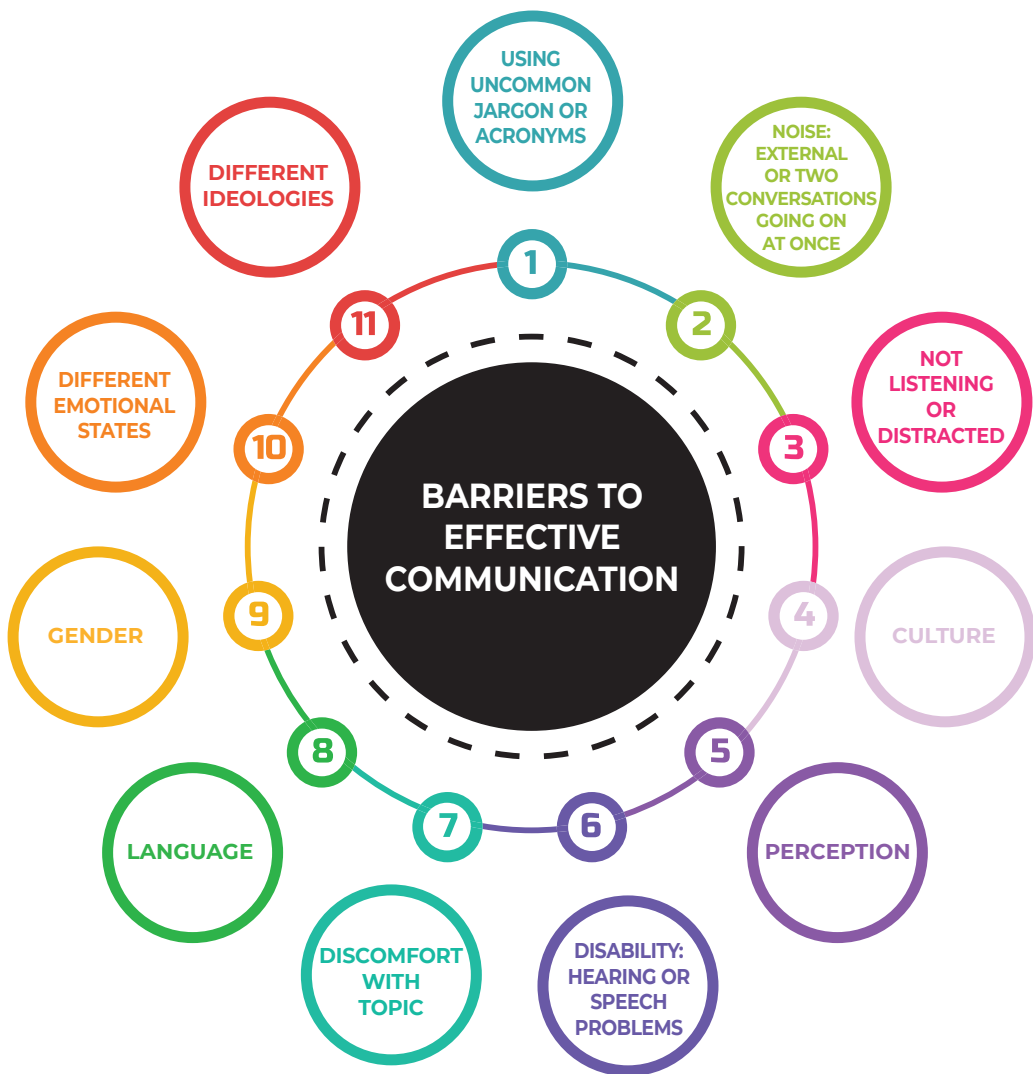 BARRIERS TO
EFFECTIVE
COMMUNICATION
1
USING
UNCOMMON
JARGON OR
ACRONYMS
2
NOISE:
EXTERNAL
OR TWO
CONVERSATIONS
GOING ON
AT ONCE
3
NOT
LISTENING
OR
DISTRACTED
4
CULTURE
5
PERCEPTION
6
DISABILITY:
HEARING OR
SPEECH
PROBLEMS
7
DISCOMFORT
WITH
TOPIC
8
LANGUAGE
9
GENDER
10
DIFFERENT
EMOTIONAL
STATES
11
DIFFERENT
IDEOLOGIES